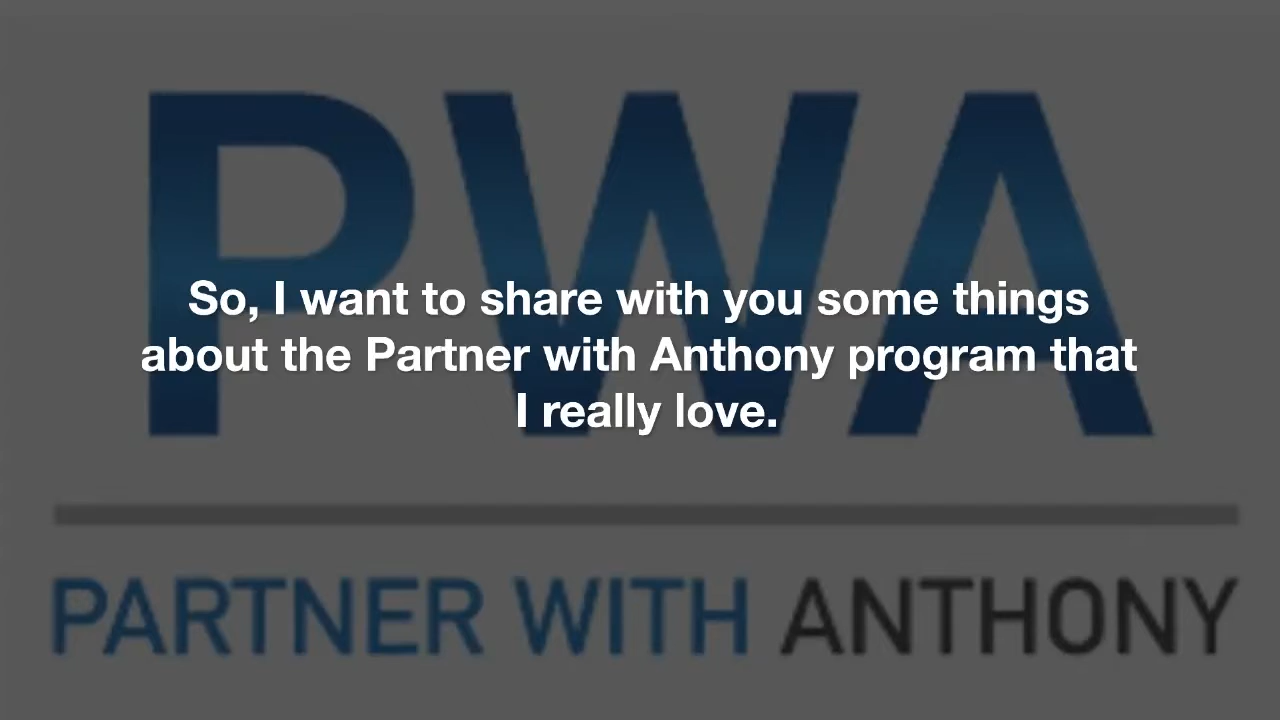 PWA
So, I want to share with you some things
about the Partner with Anthony program that
I really love.
PARTNER WITH ANTHONY